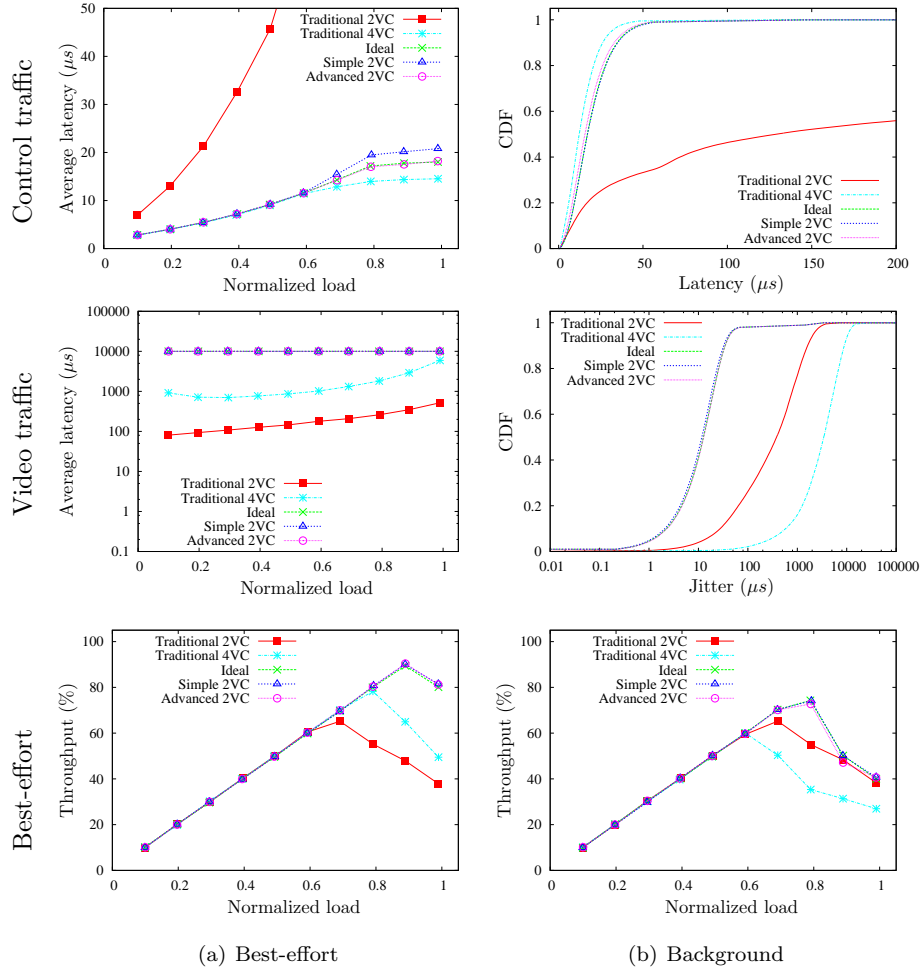 Control traffic
Average latency (μs)
50
40
30
20
10
0
0
0.2
0.4
0.6
0.8
1
Normalized load
Traditional 2VC
Traditional 4VC
Ideal
Simple 2VC
Advanced 2VC
CDF
1
0.8
0.6
0.4
0.2
0
0
50
100
150
200
Latency (μs)
Traditional 2VC
Traditional 4VC
Ideal
Simple 2VC
Advanced 2VC
Video traffic
Average latency (μs)
100000
10000
1000
100
10
1
0.1
0
0.2
0.4
0.6
0.8
1
Normalized load
Traditional 2VC
Traditional 4VC
Ideal
Simple 2VC
Advanced 2VC
CDF
1
0.8
0.6
0.4
0.2
0
0.01
0.1
1
10
100
1000
10000
100000
Jitter (μs)
Traditional 2VC
Traditional 4VC
Ideal
Simple 2VC
Advanced 2VC
Best-effort
Throughput (%)
100
80
60
40
20
0
0
0.2
0.4
0.6
0.8
1
Normalized load
Traditional 2VC
Traditional 4VC
Ideal
Simple 2VC
Advanced 2VC
(a) Best-effort
Throughput (%)
100
80
60
40
20
0
0
0.2
0.4
0.6
0.8
1
Normalized load
Traditional 2VC
Traditional 4VC
Ideal
Simple 2VC
Advanced 2VC
(b) Background